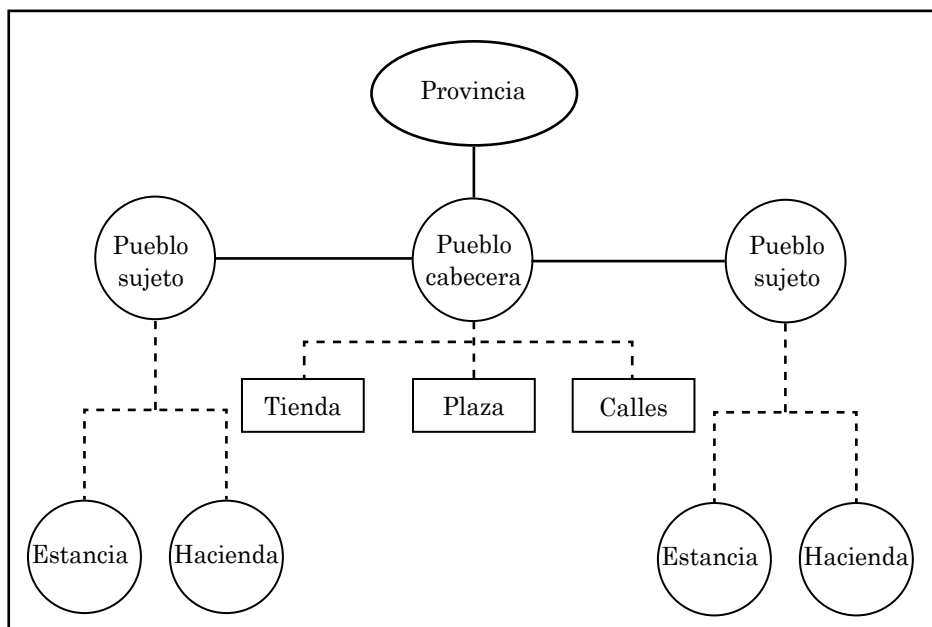 Provincia
Pueblo
sujeto
Pueblo
cabecera
Pueblo
sujeto
Tienda
Plaza
Calles
Estancia
Hacienda
Estancia
Hacienda